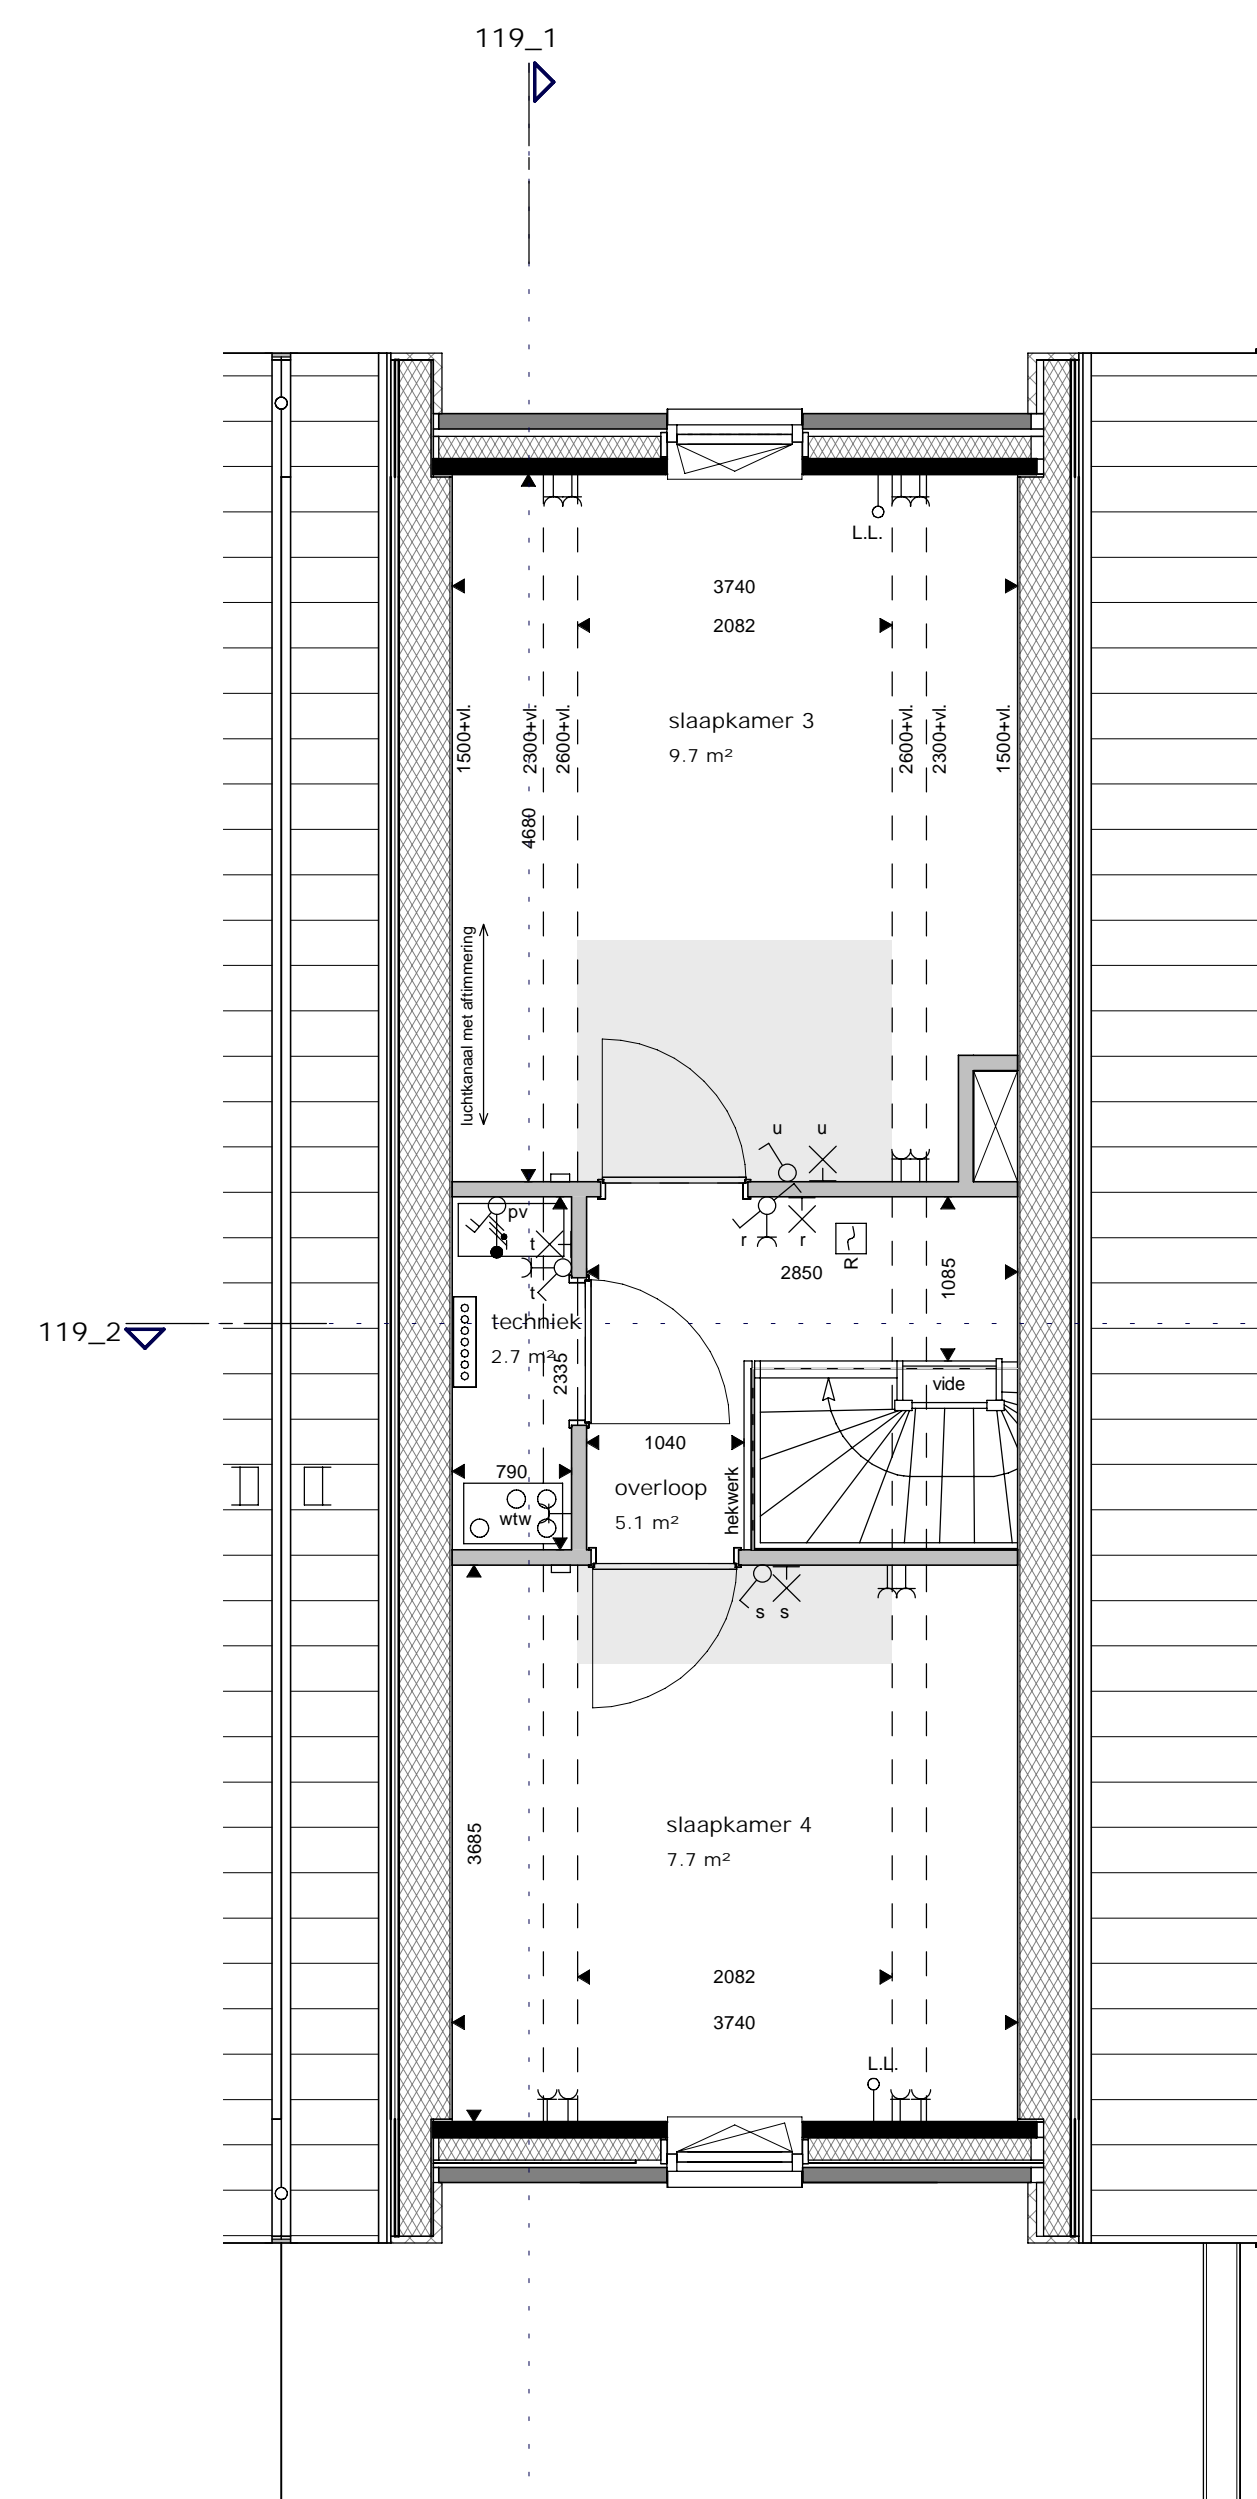 119_1
L.L.
3740
2082
slaapkamer 3
9.7 m²
1500+vl.
2300+vl.
2600+vl.
2600+vl.
2300+vl.
1500+vl.
4680
luchtkanaal met aftimmering
u u
pv
t
t
r r
R
2850
1085
119_2
techniek
2.7 m²
2335
vide
1040
790
overloop
5.1 m²
hekwerk
wtw
s s
slaapkamer 4
7.7 m²
3685
2082
3740
L.L.